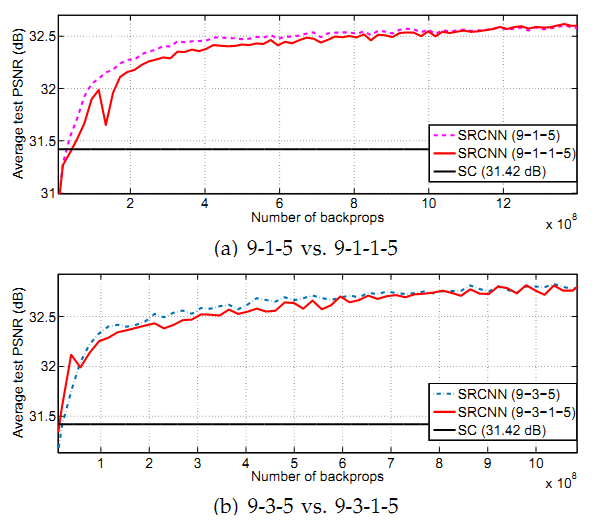 Average test PSNR (dB)
32.5
32
31.5
31
SRCNN (9−1−5)
SRCNN (9−1−1−5)
SC (31.42 dB)
2 4 6 8 10 12
Number of backprops
x 10^8
(a) 9-1-5 vs. 9-1-1-5
Average test PSNR (dB)
32.5
32
31.5
SRCNN (9−3−5)
SRCNN (9−3−1−5)
SC (31.42 dB)
1 2 3 4 5 6 7 8 9 10
Number of backprops
x 10^8
(b) 9-3-5 vs. 9-3-1-5